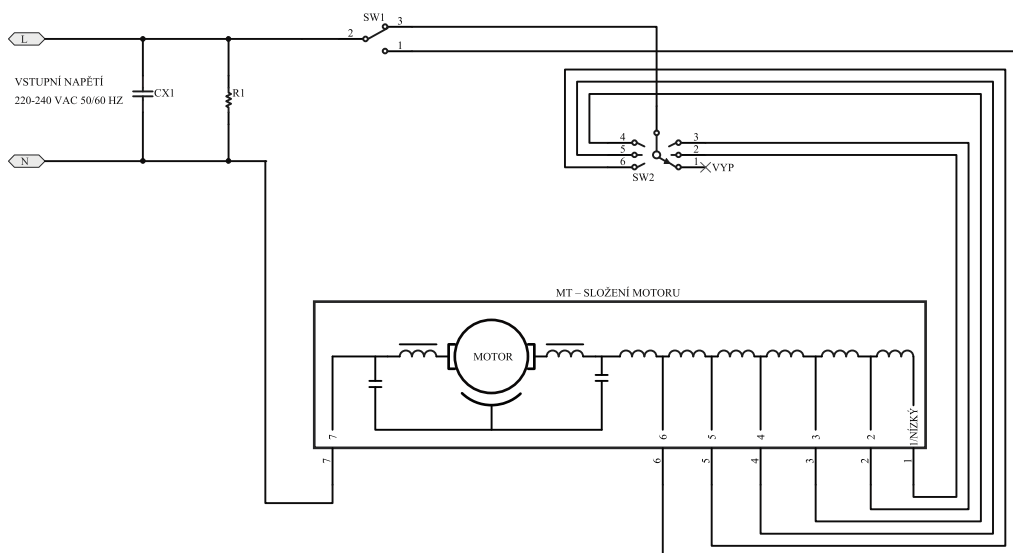 SW1
3
2
L
1
VSTUPNÍ NAPĚTÍ
220-240 VAC 50/60 HZ
CX1
R1
4
3
5
2
6
1
VYP
SW2
N
MT – SLOŽENÍ MOTORU
MOTOR
7
6
5
4
3
2
1/NÍZKÝ
7
6
5
4
3
2
1